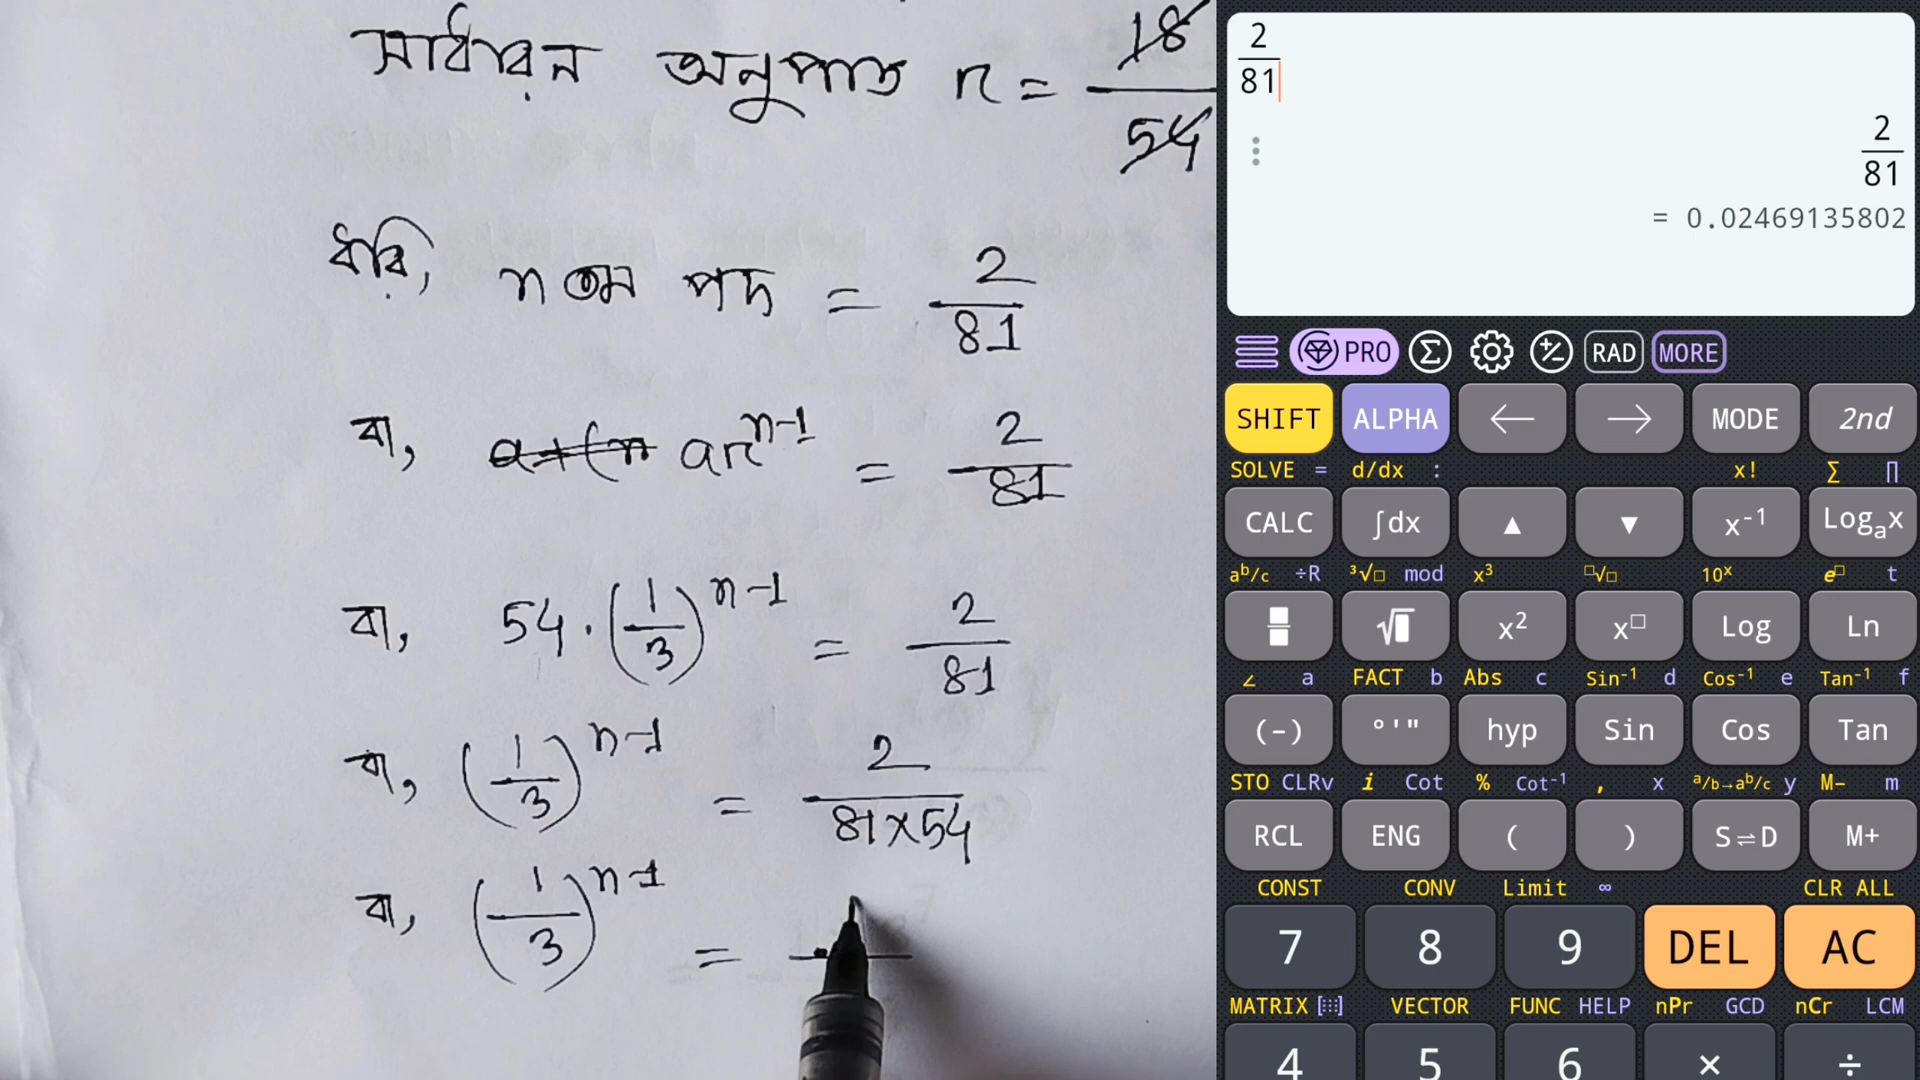 সাধারন অনুপাত r = 18/54
ধরি, n তম পদ = 2/81
বা, a+(n ar^n-1 = 2/81
বা, 54·(1/3)^n-1 = 2/81
বা, (1/3)^n-1 = 2/81×54
বা, (1/3)^n-1 =
2/81
2/81
= 0.02469135802
PRO Σ RAD MORE
SHIFT ALPHA ← → MODE 2nd
SOLVE = d/dx : x! Σ ∏
CALC ∫dx ▲ ▼ x⁻¹ Logₐx
aᵇ/c ÷R ³√□ mod x³ □√□ 10ˣ e□ t
√□ x² x□ Log Ln
∠ a FACT b Abs c Sin⁻¹ d Cos⁻¹ e Tan⁻¹ f
(−) °'" hyp Sin Cos Tan
STO CLRv i Cot % Cot⁻¹ , x a/b→aᵇ/c y M− m
RCL ENG ( ) S⇌D M+
CONST CONV Limit ∞ CLR ALL
7 8 9 DEL AC
MATRIX [⋮⋮⋮] VECTOR FUNC HELP nPr GCD nCr LCM
4 5 6 × ÷